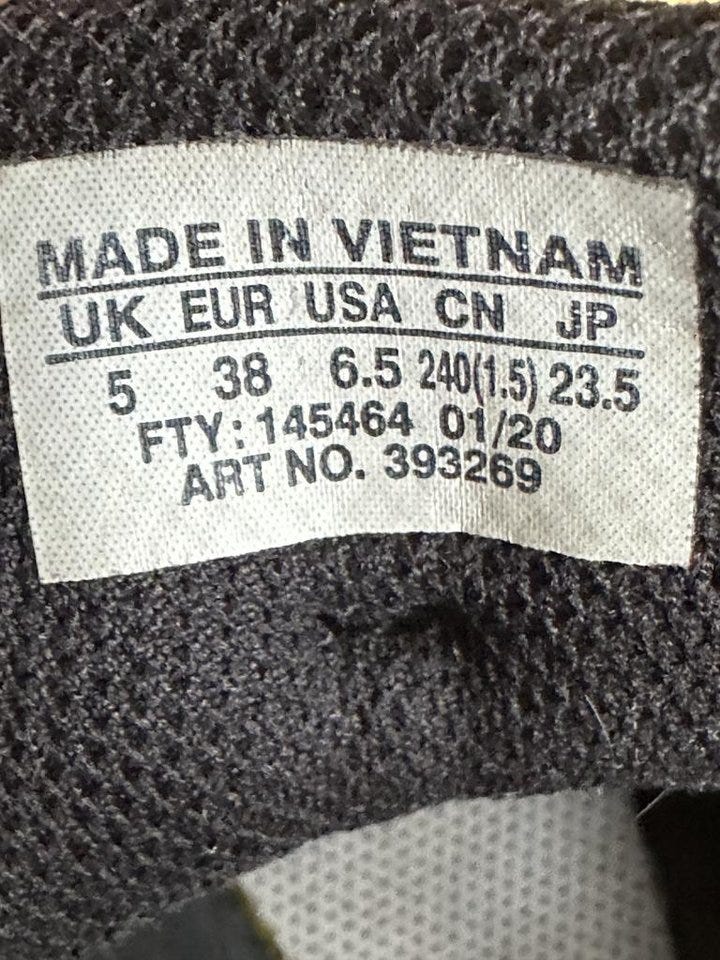 MADE IN VIETNAM
UK EUR USA CN JP
5 38 6.5 240(1.5) 23.5
FTY: 145464 01/20
ART NO. 393269